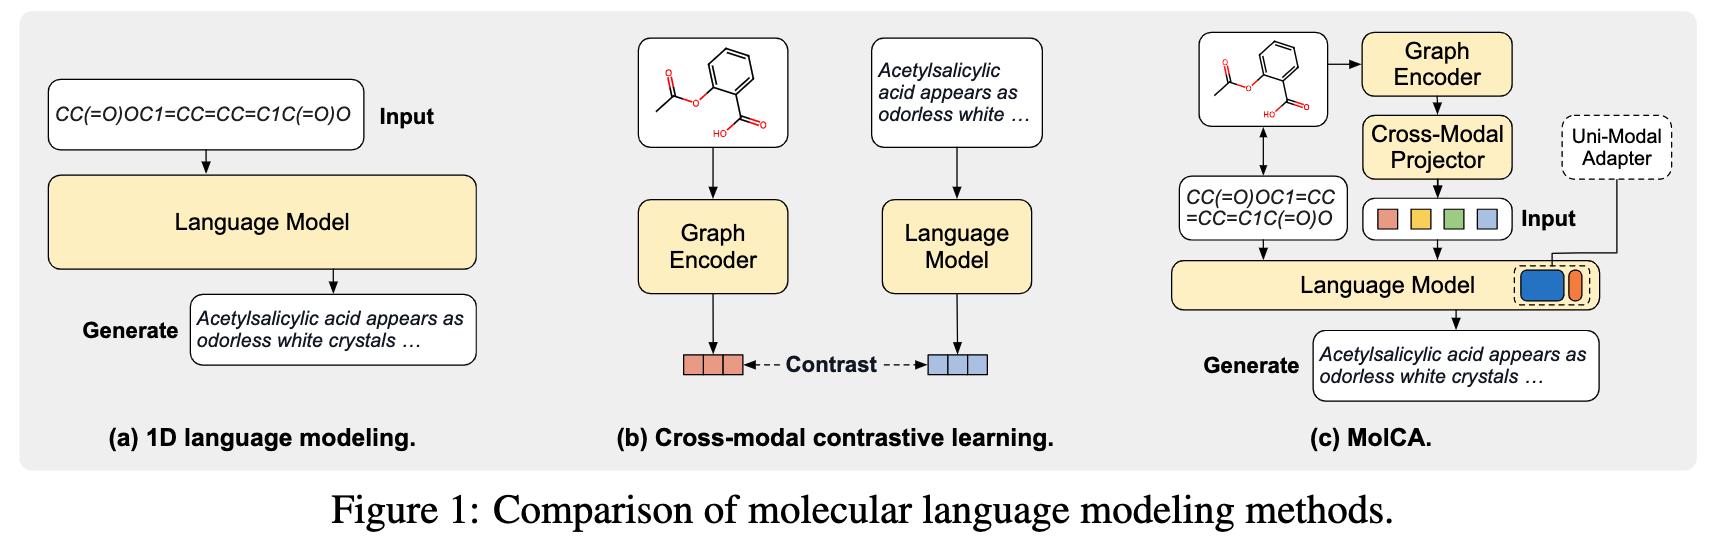 CC(=O)OC1=CC=CC=C1C(=O)O
Input
Language Model
Generate
Acetylsalicylic acid appears as
odorless white crystals …
(a) 1D language modeling.
O
O
O
HO
Acetylsalicylic
acid appears as
odorless white …
Graph
Encoder
Language
Model
Contrast
(b) Cross-modal contrastive learning.
O
O
O
HO
Graph
Encoder
Cross-Modal
Projector
Uni-Modal
Adapter
CC(=O)OC1=CC
=CC=C1C(=O)O
Input
Language Model
Generate
Acetylsalicylic acid appears as
odorless white crystals …
(c) MolCA.
Figure 1: Comparison of molecular language modeling methods.